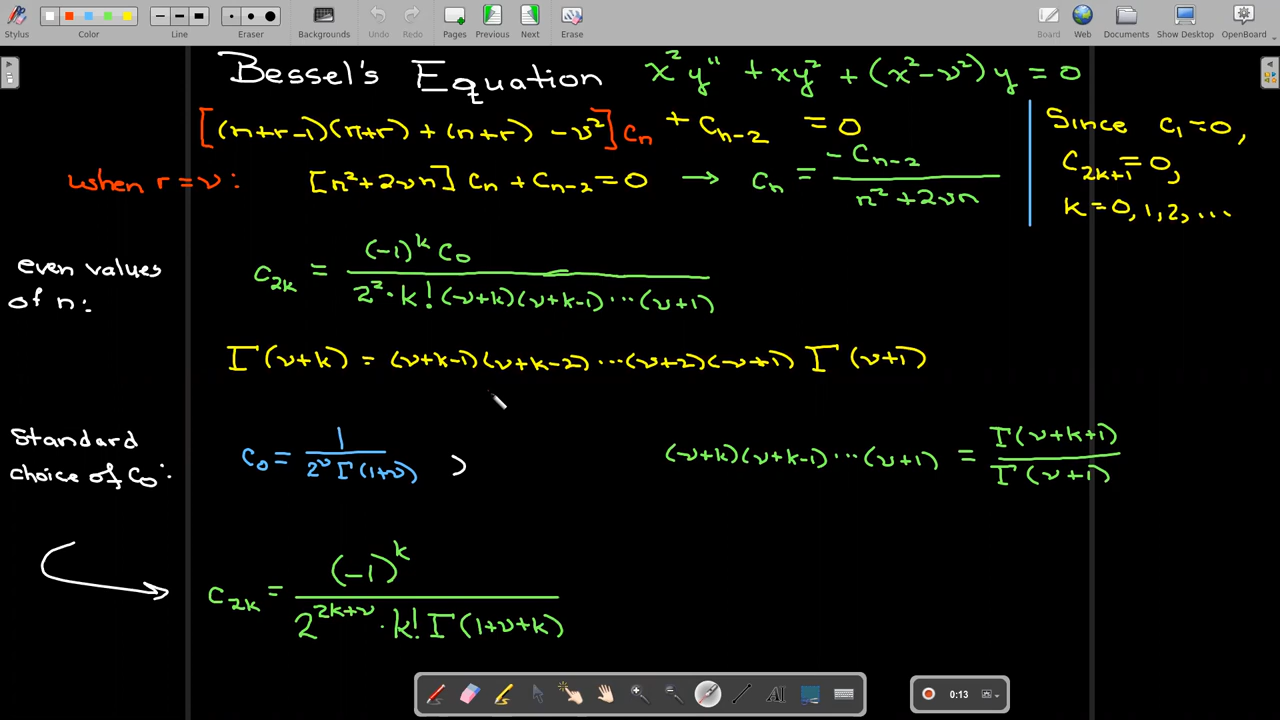 Stylus
Color
Line
Eraser
Backgrounds
Undo
Redo
Pages
Previous
Next
Erase
Board
Web
Documents
Show Desktop
OpenBoard
Bessel's Equation x²y'' + xy² + (x²-ν²)y = 0
[(n+r-1)(n+r) + (n+r) - ν²] cₙ + cₙ₋₂ = 0
when r = ν: [n²+2νn] cₙ + cₙ₋₂ = 0 → cₙ = -cₙ₋₂ / (n²+2νn)
Since c₁=0,
c₂ₖ₊₁ = 0,
k = 0, 1, 2, ...
even values
of n:
c₂ₖ = (-1)ᵏ c₀ / 2²·k!(ν+k)(ν+k-1)···(ν+1)
Γ(ν+k) = (ν+k-1)(ν+k-2)···(ν+2)(ν+1) Γ(ν+1)
Standard
choice of c₀:
c₀ = 1 / 2^ν Γ(1+ν) >
(ν+k)(ν+k-1)···(ν+1) = Γ(ν+k+1) / Γ(ν+1)
c₂ₖ = (-1)ᵏ / 2^(2k+ν)·k! Γ(1+ν+k)
AI
0:13